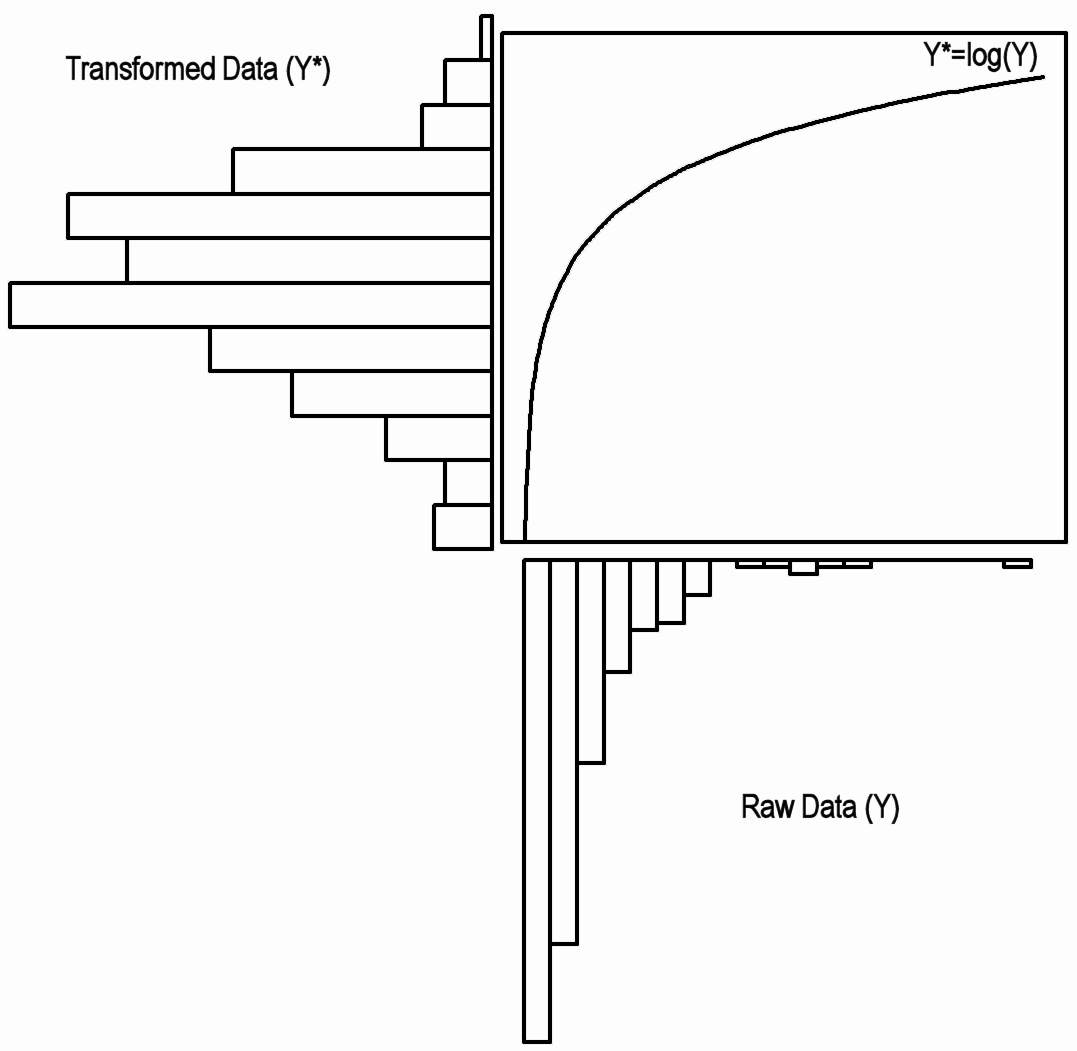 Transformed Data (Y*)
Y*=log(Y)
Raw Data (Y)